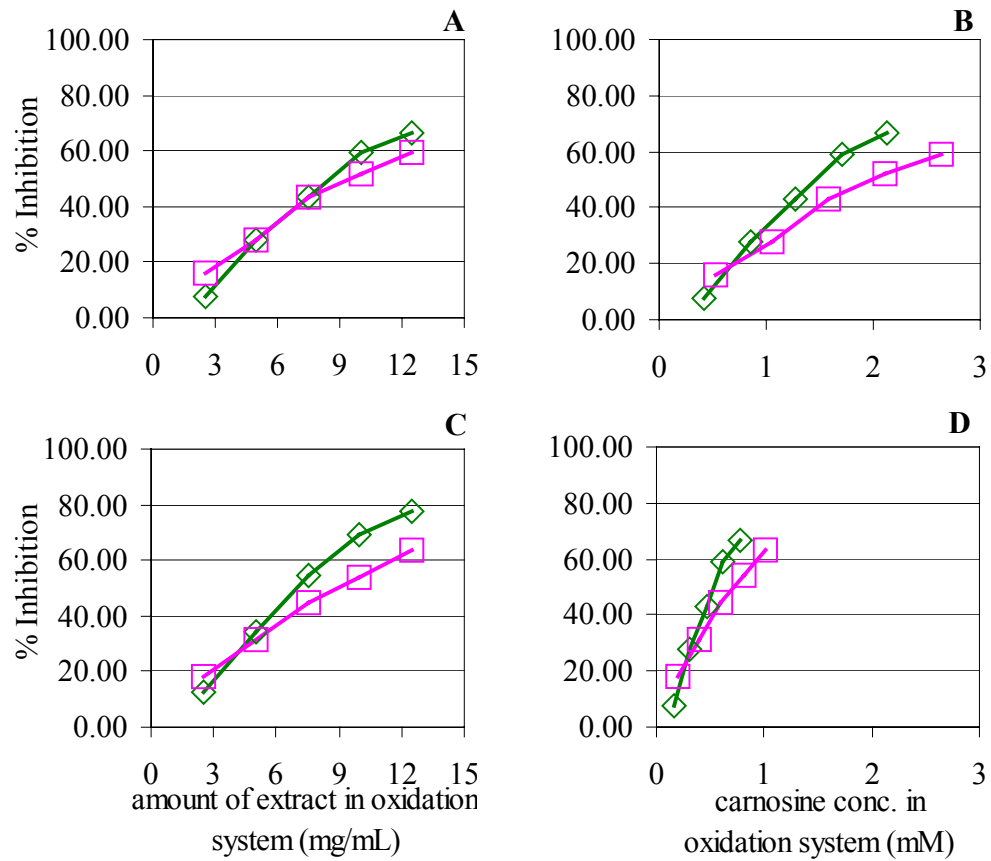 A
100.00
80.00
60.00
40.00
20.00
0.00
% Inhibition
0 3 6 9 12 15
B
100.00
80.00
60.00
40.00
20.00
0.00
0 1 2 3
C
100.00
80.00
60.00
40.00
20.00
0.00
% Inhibition
0 3 6 9 12 15
amount of extract in oxidation
system (mg/mL)
D
100.00
80.00
60.00
40.00
20.00
0.00
0 1 2 3
carnosine conc. in
oxidation system (mM)